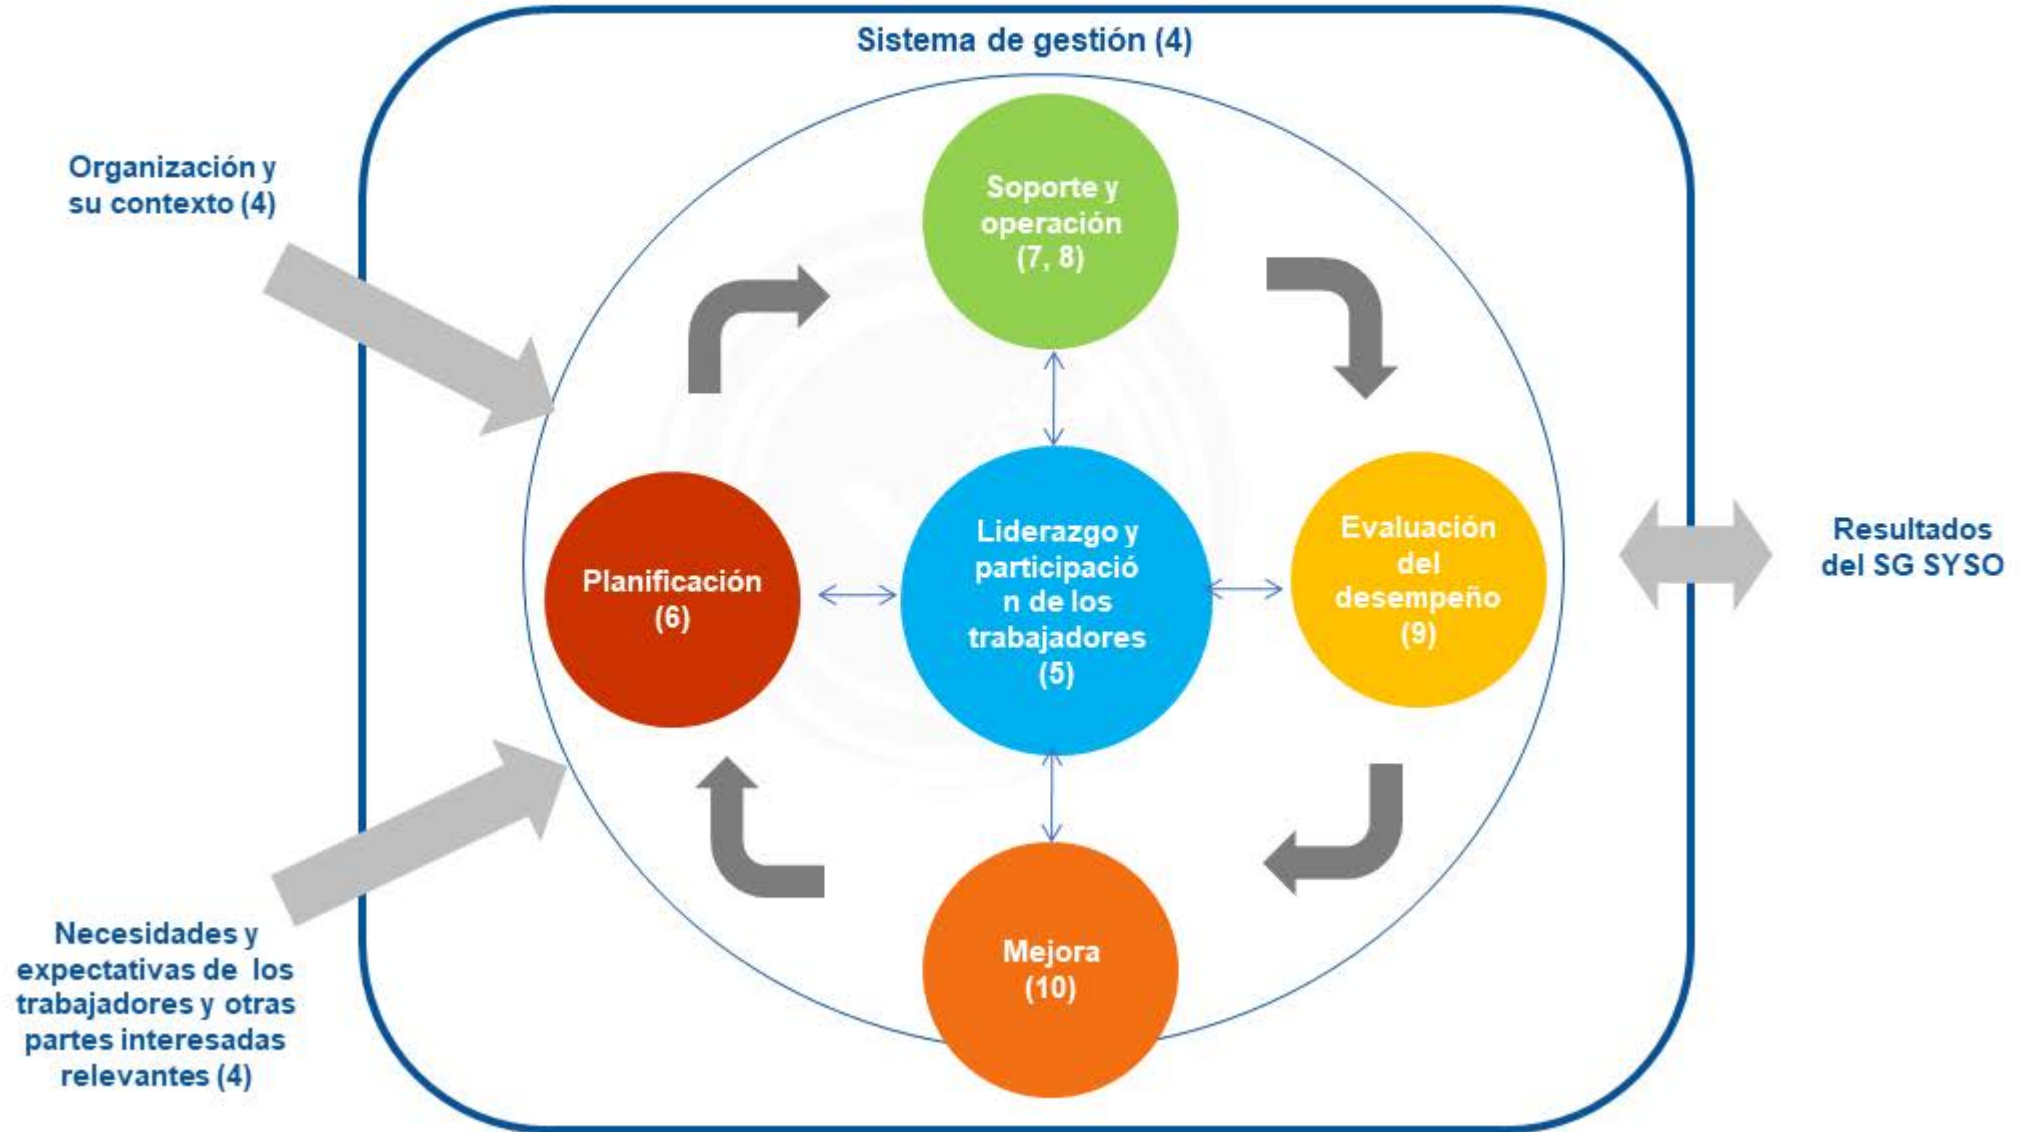 Sistema de gestión (4)
Organización y
su contexto (4)
Soporte y
operación
(7, 8)
Planificación
(6)
Liderazgo y
participació
n de los
trabajadores
(5)
Evaluación
del
desempeño
(9)
Resultados
del SG SYSO
Mejora
(10)
Necesidades y
expectativas de los
trabajadores y otras
partes interesadas
relevantes (4)